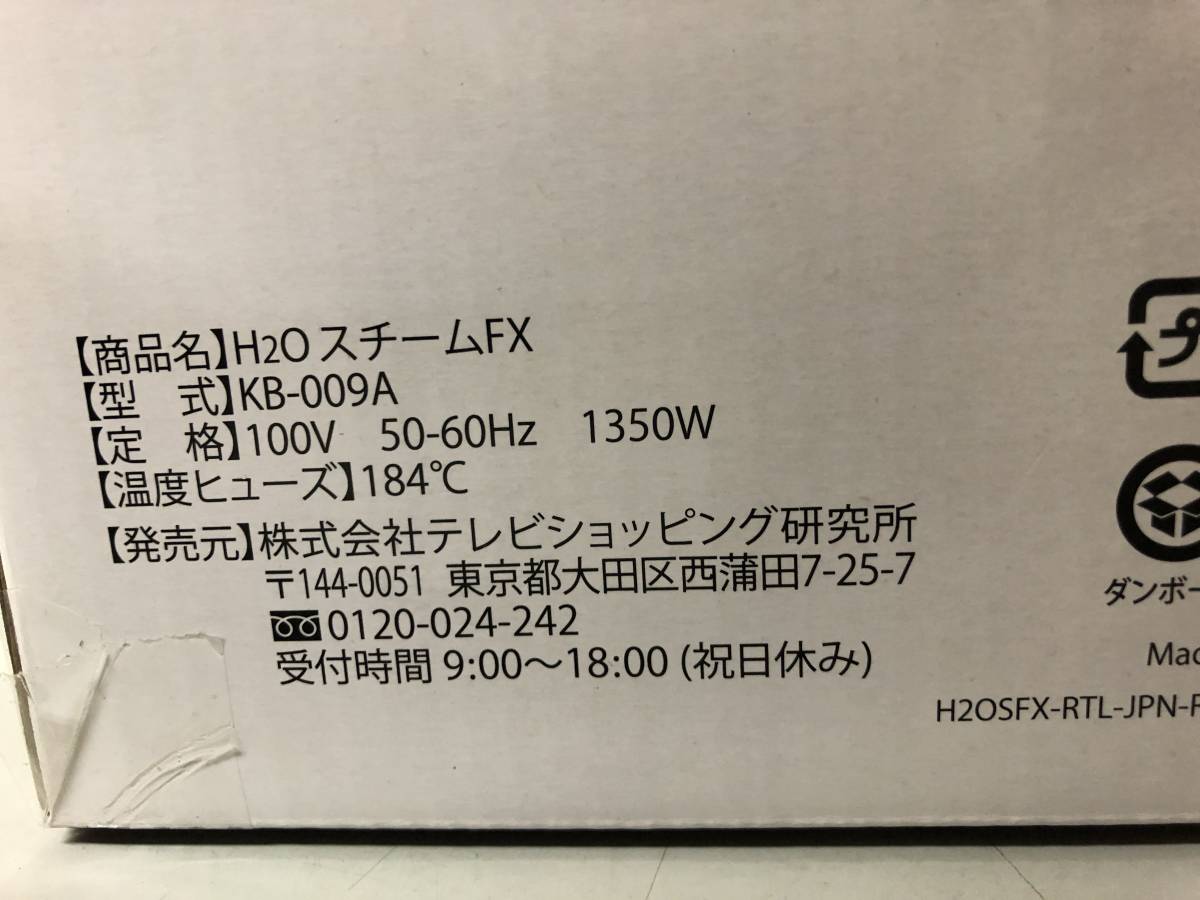 【商品名】H2O スチームFX
【型　式】KB-009A
【定　格】100V　50-60Hz　1350W
【温度ヒューズ】184℃
【発売元】株式会社テレビショッピング研究所
〒144-0051 東京都大田区西蒲田7-25-7
0120-024-242
受付時間 9:00～18:00 (祝日休み)
プ
ダンボー
H2OSFX-RTL-JPN-